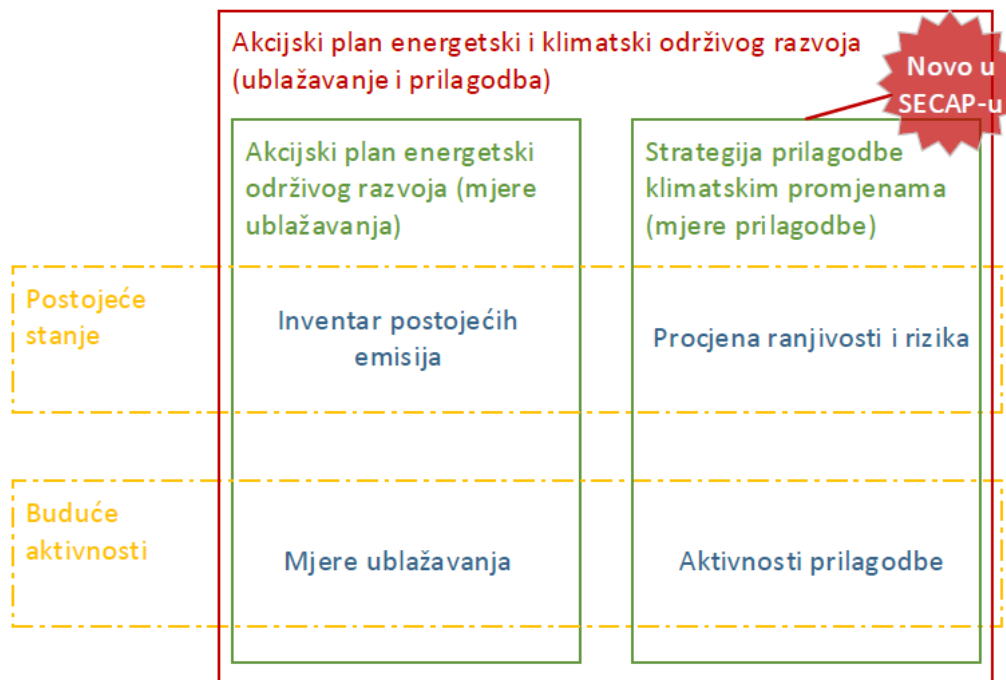 Akcijski plan energetski i klimatski održivog razvoja
(ublažavanje i prilagodba)
Novo u
SECAP-u
Akcijski plan energetski
održivog razvoja (mjere
ublažavanja)
Strategija prilagodbe
klimatskim promjenama
(mjere prilagodbe)
Postojeće
stanje
Inventar postojećih
emisija
Procjena ranjivosti i rizika
Buduće
aktivnosti
Mjere ublažavanja
Aktivnosti prilagodbe